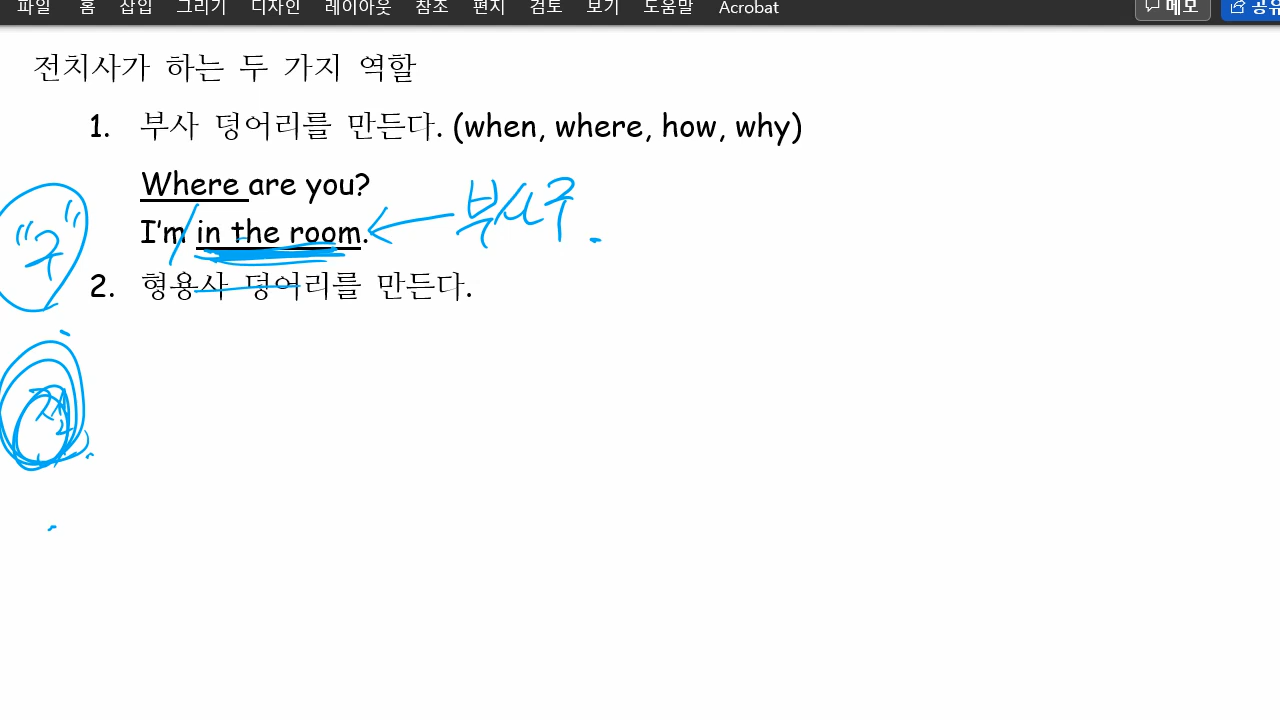 파일 홈 삽입 그리기 디자인 레이아웃 참조 편지 검토 보기 도움말 Acrobat 메모 공유
전치사가 하는 두 가지 역할
1. 부사 덩어리를 만든다. (when, where, how, why)
Where are you?
I'm in the room. 부사구.
"구"
2. 형용사 덩어리를 만든다.